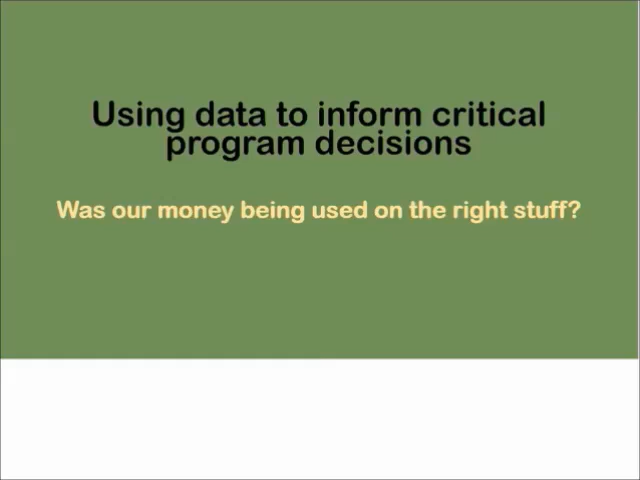 Using data to inform critical
program decisions
Was our money being used on the right stuff?